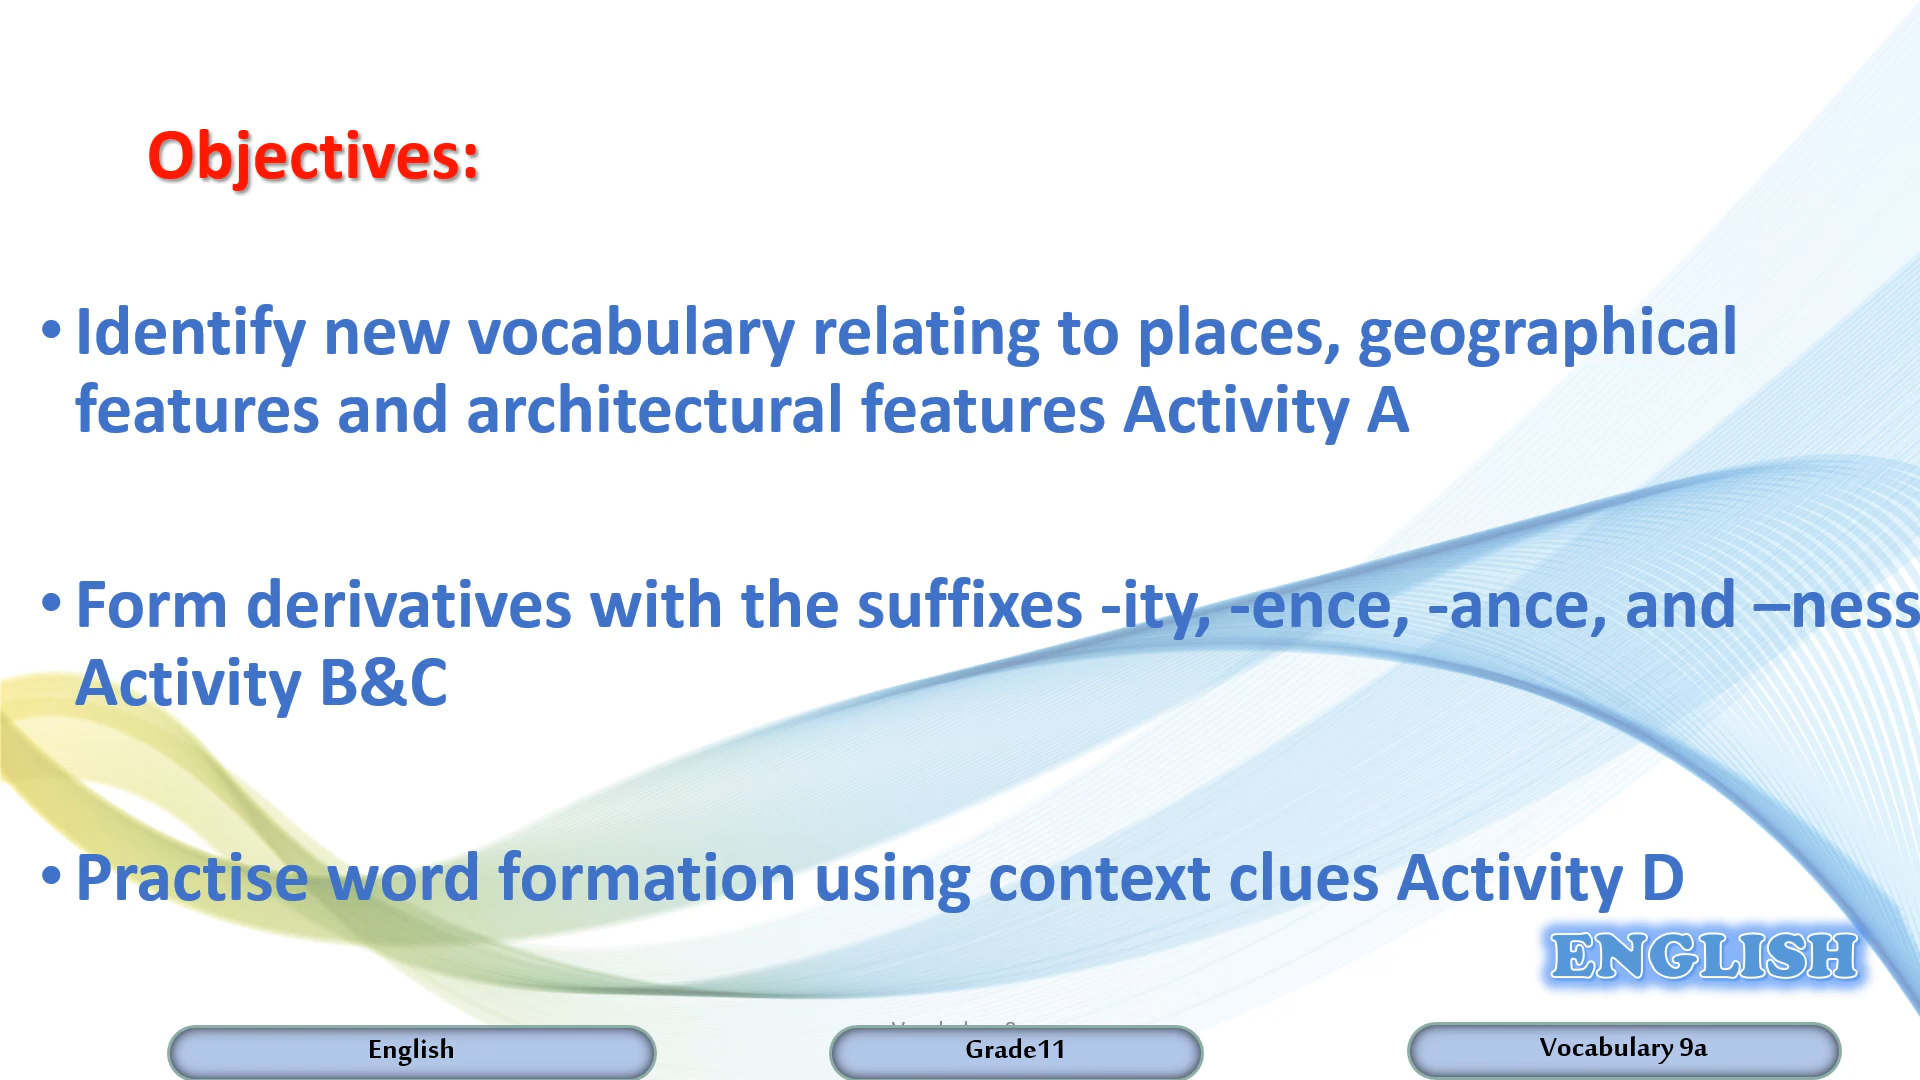 Objectives:
• Identify new vocabulary relating to places, geographical
features and architectural features Activity A
• Form derivatives with the suffixes -ity, -ence, -ance, and –ness
Activity B&C
• Practise word formation using context clues Activity D
ENGLISH
English
Grade11
Vocabulary 9a